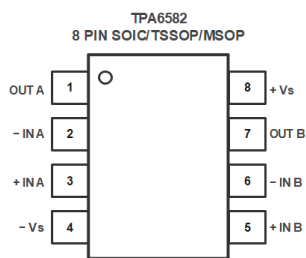 TPA6582
8 PIN SOIC/TSSOP/MSOP
OUT A 1 8 + Vs
− IN A 2 7 OUT B
+ IN A 3 6 − IN B
− Vs 4 5 + IN B